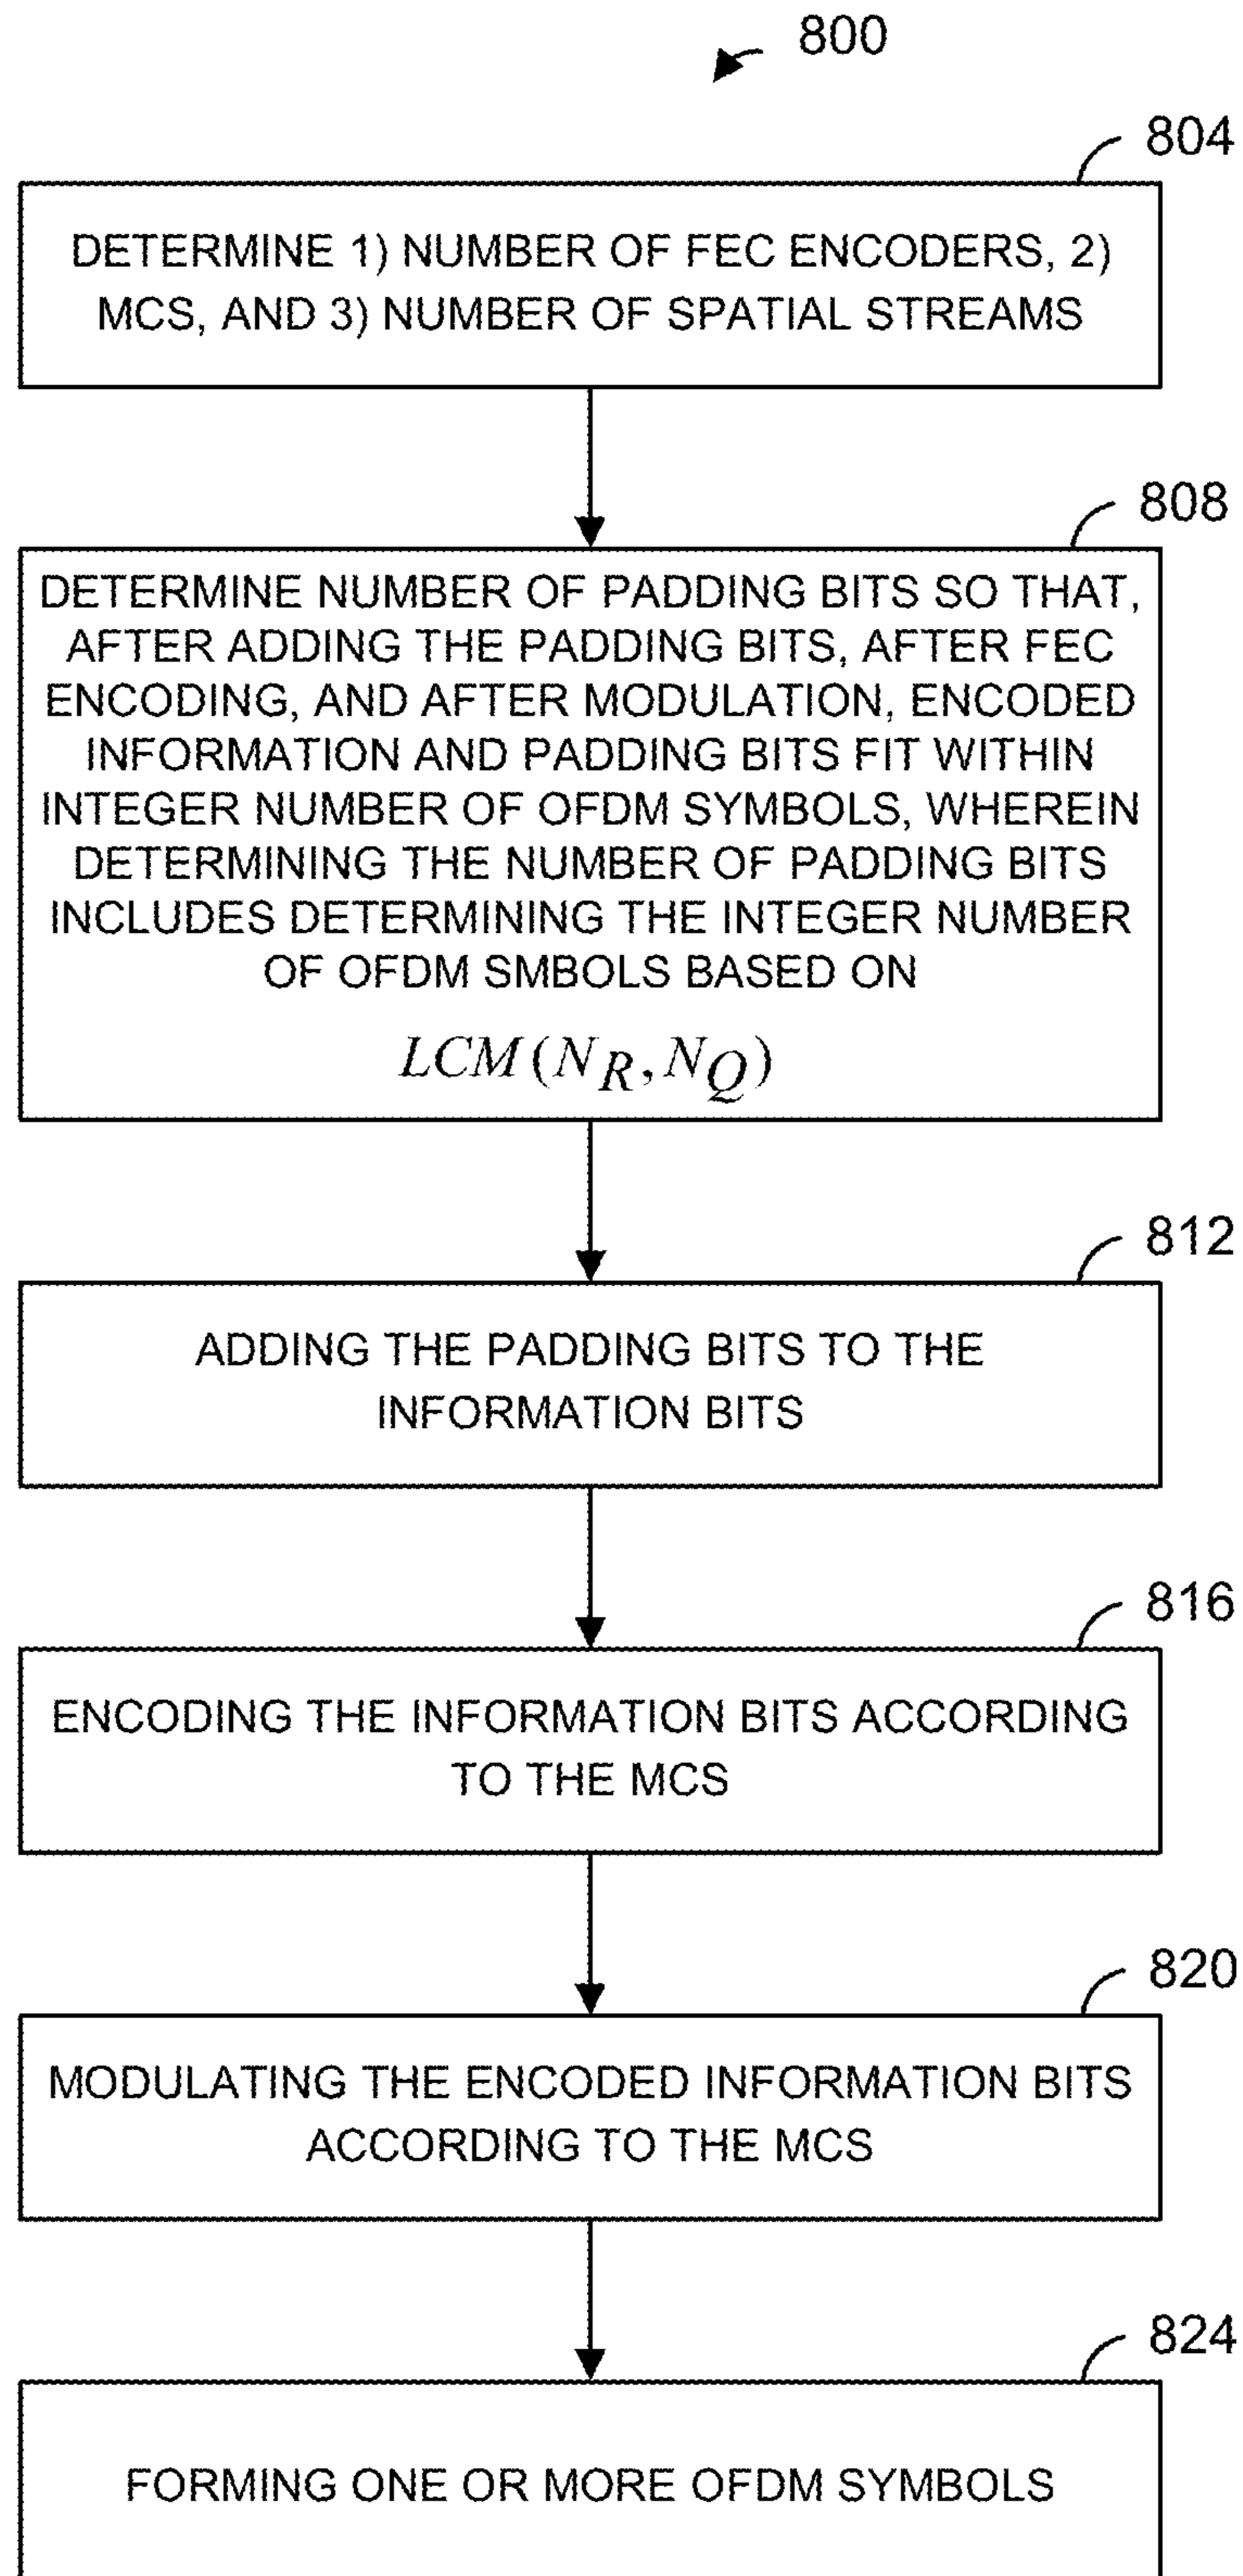 800
804
DETERMINE 1) NUMBER OF FEC ENCODERS, 2)
MCS, AND 3) NUMBER OF SPATIAL STREAMS
808
DETERMINE NUMBER OF PADDING BITS SO THAT,
AFTER ADDING THE PADDING BITS, AFTER FEC
ENCODING, AND AFTER MODULATION, ENCODED
INFORMATION AND PADDING BITS FIT WITHIN
INTEGER NUMBER OF OFDM SYMBOLS, WHEREIN
DETERMINING THE NUMBER OF PADDING BITS
INCLUDES DETERMINING THE INTEGER NUMBER
OF OFDM SMBOLS BASED ON
LCM (N_R, N_Q)
812
ADDING THE PADDING BITS TO THE
INFORMATION BITS
816
ENCODING THE INFORMATION BITS ACCORDING
TO THE MCS
820
MODULATING THE ENCODED INFORMATION BITS
ACCORDING TO THE MCS
824
FORMING ONE OR MORE OFDM SYMBOLS